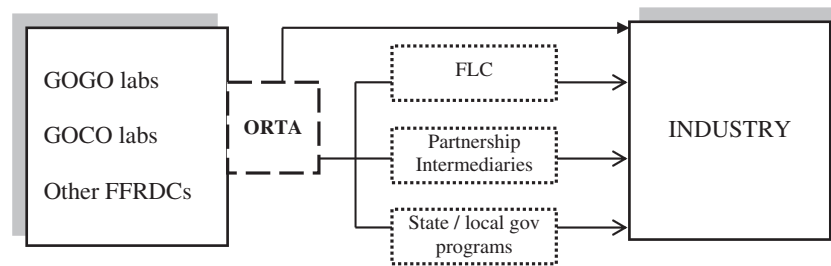 GOGO labs
GOCO labs
Other FFRDCs
ORTA
FLC
Partnership
Intermediaries
State / local gov
programs
INDUSTRY